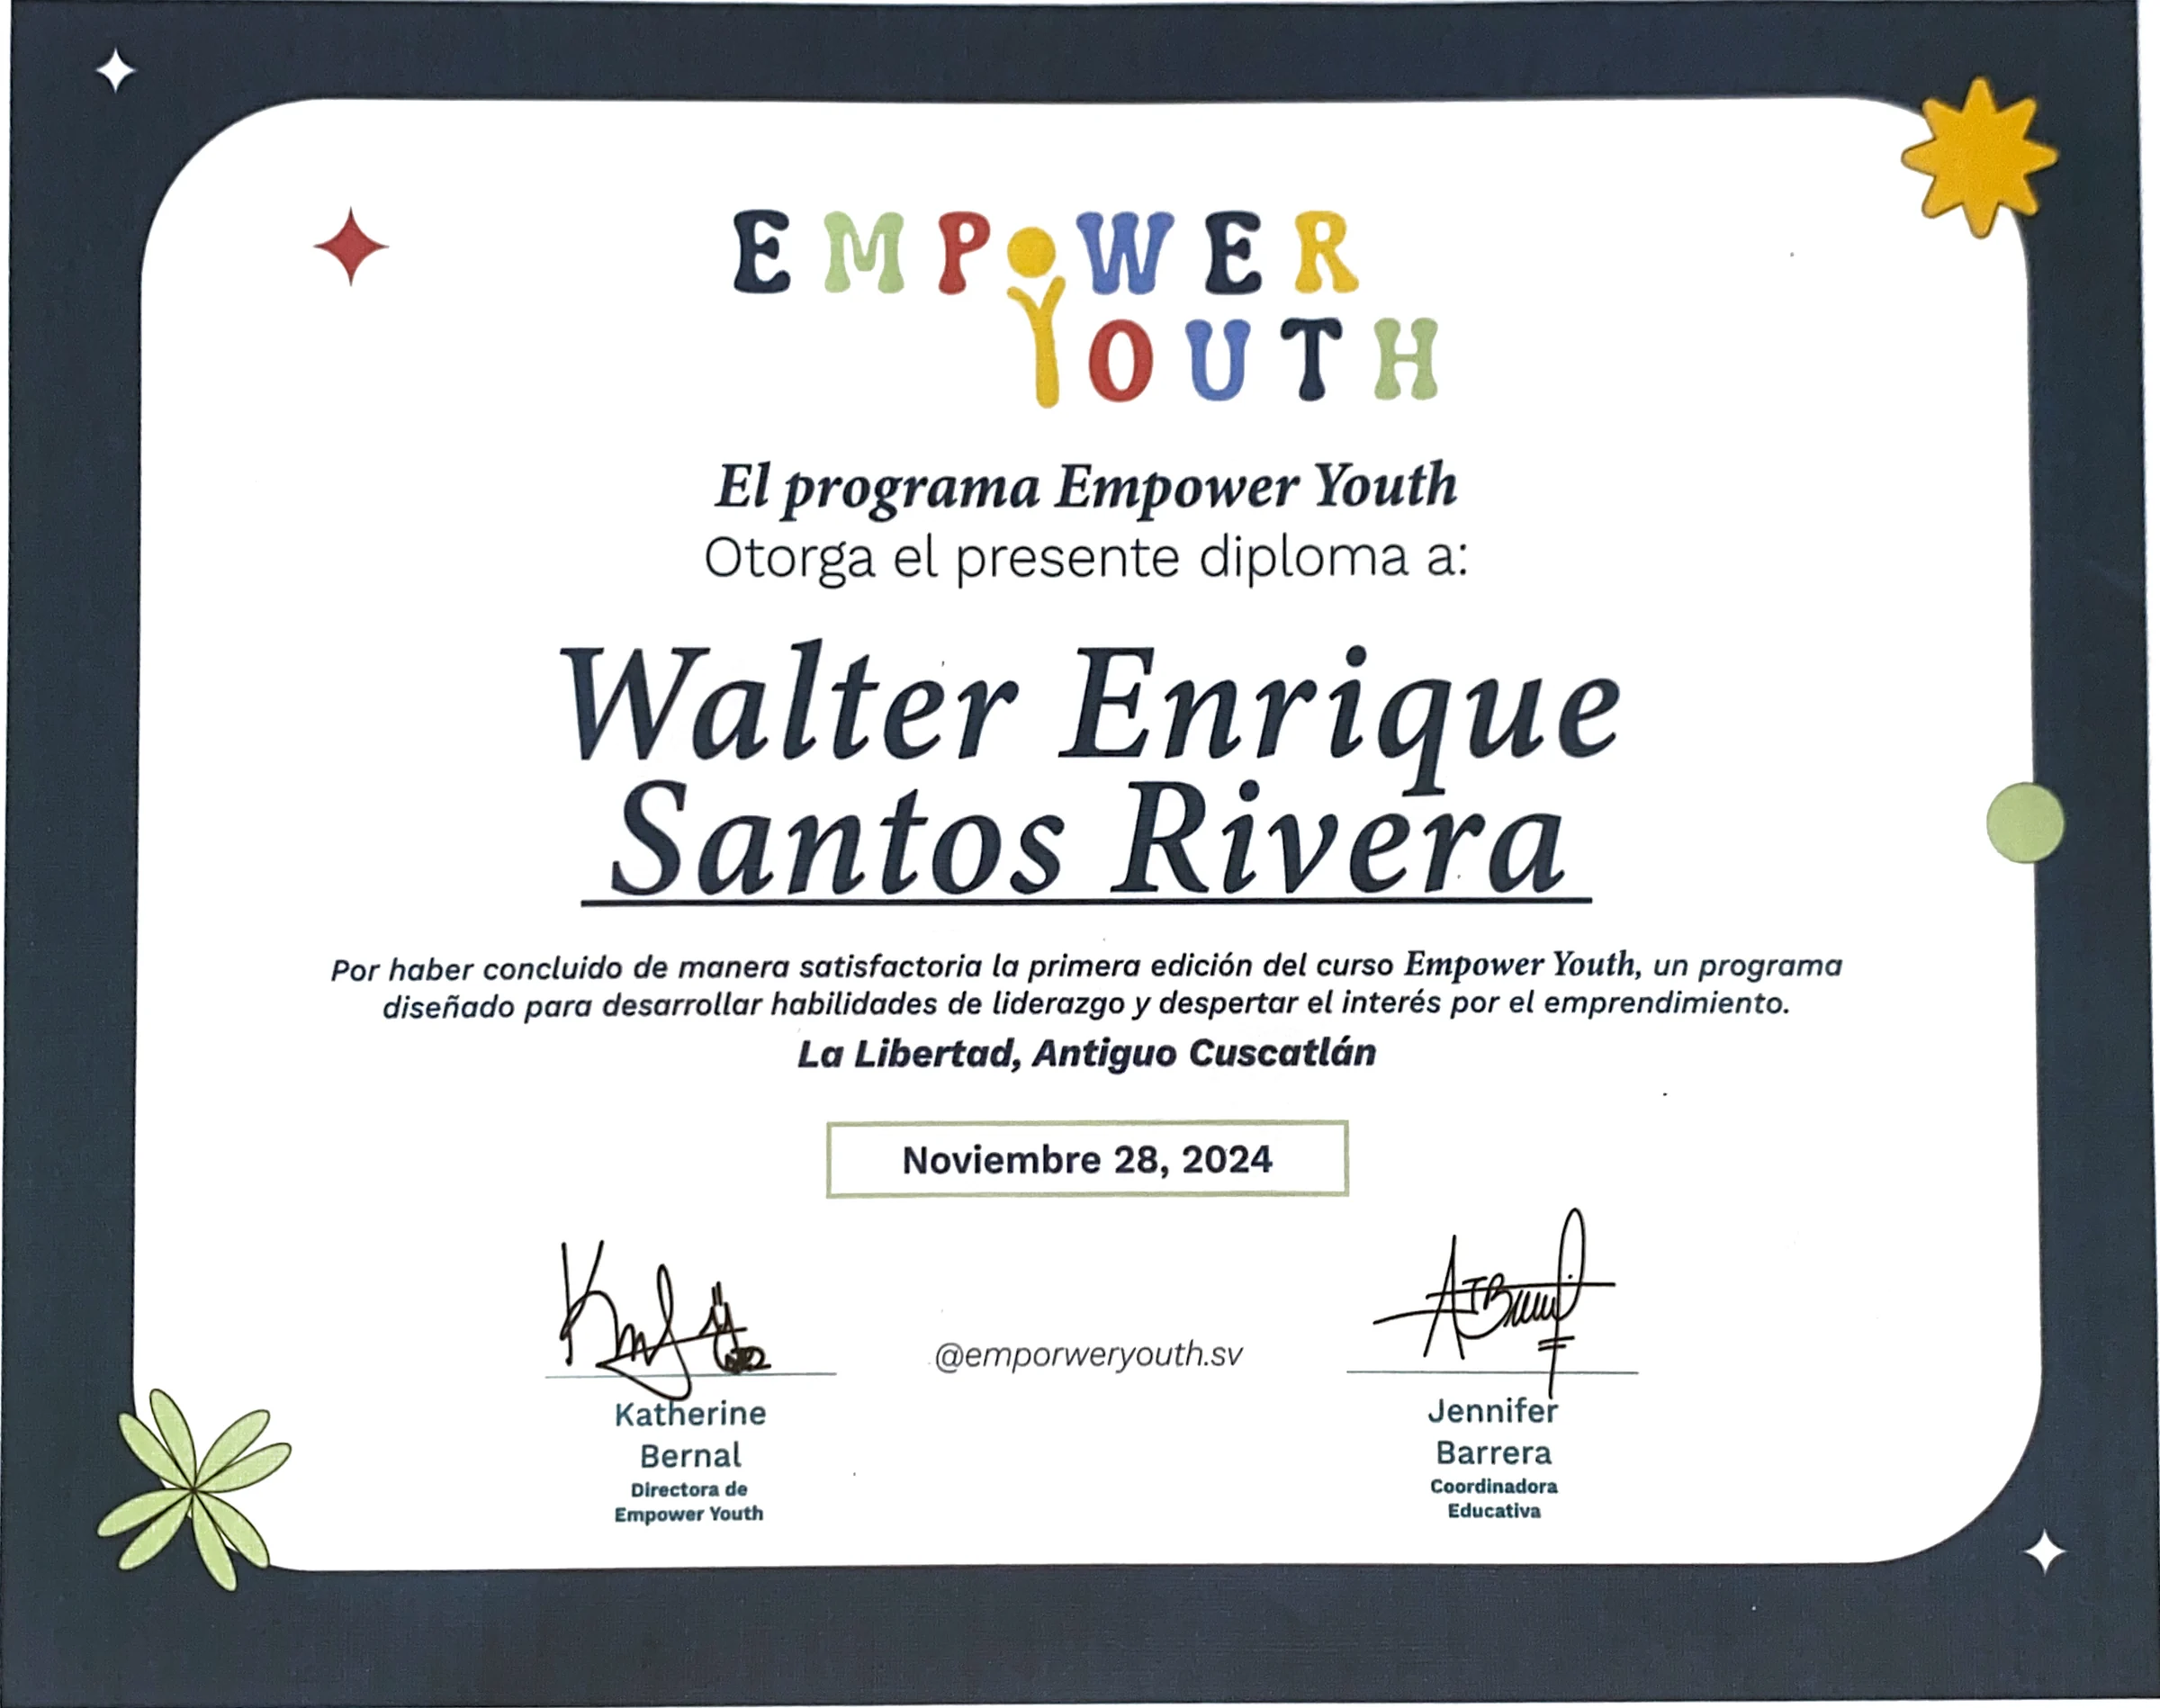 EMPOWER
YOUTH
El programa Empower Youth
Otorga el presente diploma a:
Walter Enrique
Santos Rivera
Por haber concluido de manera satisfactoria la primera edición del curso Empower Youth, un programa
diseñado para desarrollar habilidades de liderazgo y despertar el interés por el emprendimiento.
La Libertad, Antiguo Cuscatlán
Noviembre 28, 2024
@emporweryouth.sv
Katherine
Bernal
Directora de
Empower Youth
Jennifer
Barrera
Coordinadora
Educativa